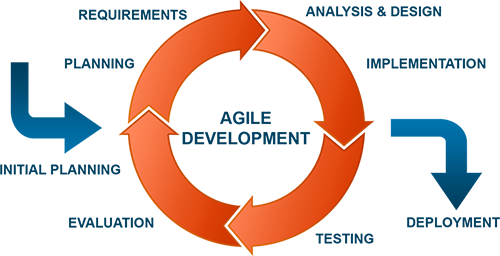 REQUIREMENTS
ANALYSIS & DESIGN
PLANNING
IMPLEMENTATION
AGILE
DEVELOPMENT
INITIAL PLANNING
EVALUATION
TESTING
DEPLOYMENT